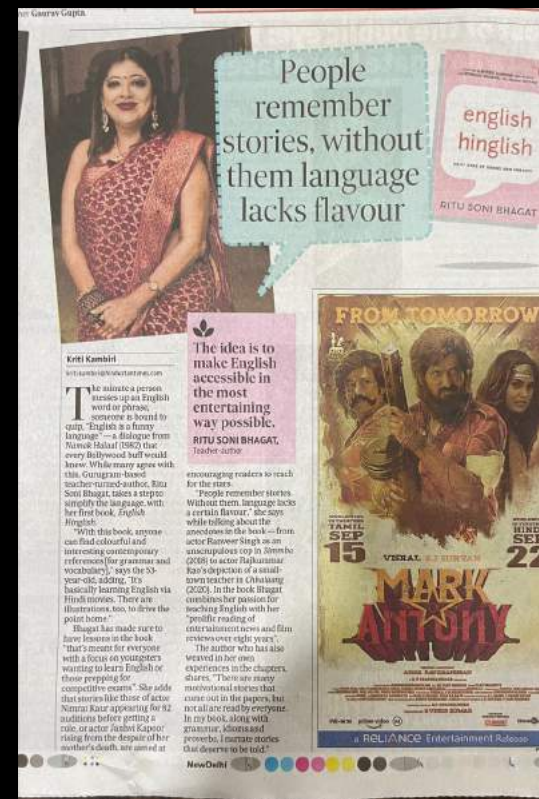 Gaurav Gupta
People
remember
stories, without
them language
lacks flavour
english
hinglish
RITU SONI BHAGAT
The idea is to
make English
accessible in
the most
entertaining
way possible.
RITU SONI BHAGAT,
Teacher-author
Kriti Kambiri
The minute a person
messes up an English
word or phrase,
someone is bound to
quip, "English is a funny
language" — a dialogue from
Namak Halaal (1982) that
every Bollywood buff would
know. While many agree with
this, Gurugram-based
teacher-turned-author, Ritu
Soni Bhagat, takes a step to
simplify the language, with
her first book, English
Hinglish.
"With this book, anyone
can find colourful and
interesting contemporary
references [for grammar and
vocabulary]," says the 53-
year-old, adding, "It's
basically learning English via
Hindi movies. There are
illustrations, too, to drive the
point home."
Bhagat has made sure to
have lessons in the book
"that's meant for everyone
with a focus on youngsters
wanting to learn English or
those prepping for
competitive exams". She adds
that stories like those of actor
Nimrat Kaur appearing for 82
auditions before getting a
role, or actor Janhvi Kapoor
rising from the despair of her
mother's death, are aimed at
encouraging readers to reach
for the stars.
"People remember stories.
Without them, language lacks
a certain flavour," she says
while talking about the
anecdotes in the book — from
actor Ranveer Singh as an
unscrupulous cop in Simmba
(2018) to actor Rajkummar
Rao's depiction of a small-
town teacher in Chhalaang
(2020). In the book Bhagat
combines her passion for
teaching English with her
"prolific reading of
entertainment news and film
reviews over eight years".
The author who has also
weaved in her own
experiences in the chapters,
shares, "There are many
motivational stories that
come out in the papers, but
not all are read by everyone.
In my book, along with
grammar, idioms and
proverbs, I narrate stories
that deserve to be told."
FROM TOMORROW
TAMIL
SEP
15
HIND
SEP
22
VISHAL S J SURYAH
MARK
ANTONY
S VINOD KUMAR
a RELIANCE Entertainment Release
NewDelhi